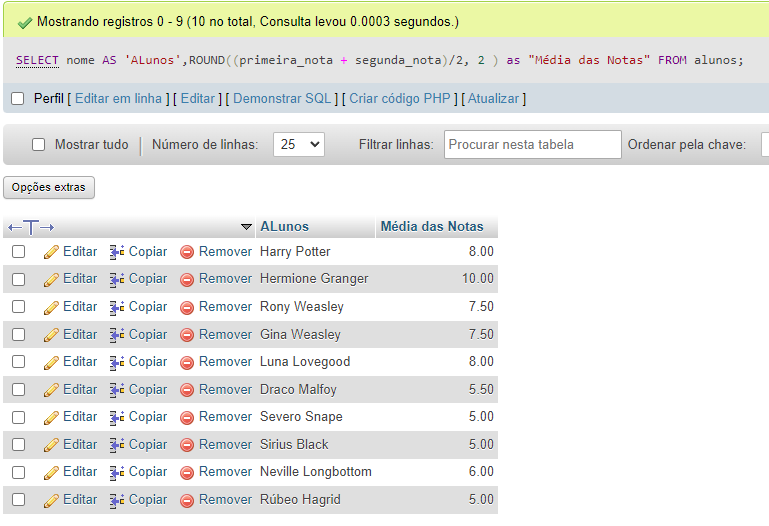 Mostrando registros 0 - 9 (10 no total, Consulta levou 0.0003 segundos.)
SELECT nome AS 'ALunos',ROUND((primeira_nota + segunda_nota)/2, 2 ) as "Média das Notas" FROM alunos;
Perfil [ Editar em linha ] [ Editar ] [ Demonstrar SQL ] [ Criar código PHP ] [ Atualizar ]
Mostrar tudo Número de linhas: 25 Filtrar linhas: Procurar nesta tabela Ordenar pela chave:
Opções extras
←T→ ALunos Média das Notas
Editar Copiar Remover Harry Potter 8.00
Editar Copiar Remover Hermione Granger 10.00
Editar Copiar Remover Rony Weasley 7.50
Editar Copiar Remover Gina Weasley 7.50
Editar Copiar Remover Luna Lovegood 8.00
Editar Copiar Remover Draco Malfoy 5.50
Editar Copiar Remover Severo Snape 5.00
Editar Copiar Remover Sirius Black 5.00
Editar Copiar Remover Neville Longbottom 6.00
Editar Copiar Remover Rúbeo Hagrid 5.00